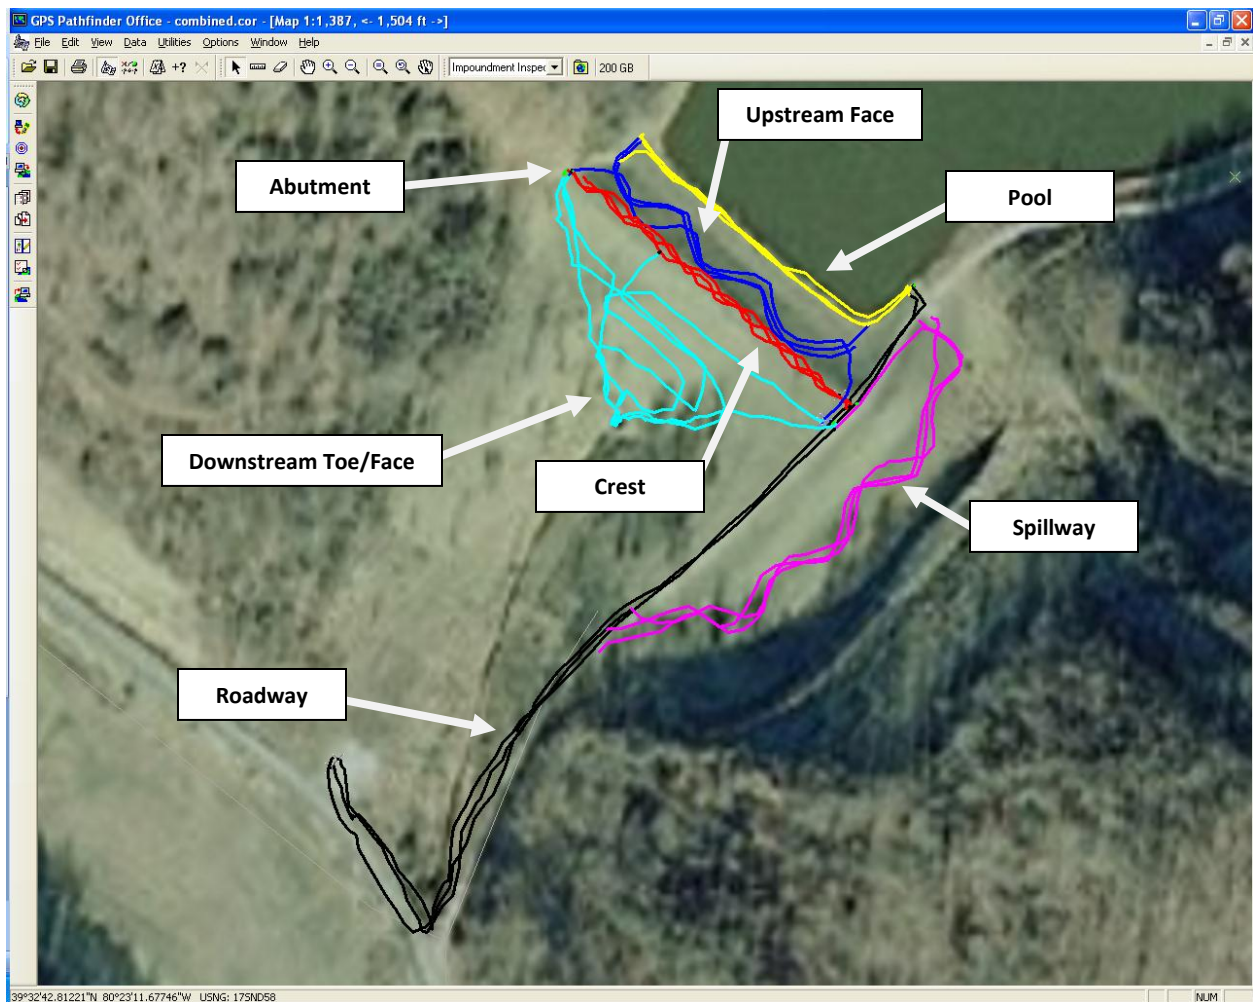 GPS Pathfinder Office - combined.cor - [Map 1:1,387, <- 1,504 ft ->]
File Edit View Data Utilities Options Window Help
Impoundment Inspec 200 GB
Upstream Face
Abutment
Pool
Downstream Toe/Face
Crest
Spillway
Roadway
39°32'42.81221"N 80°23'11.67746"W USNG: 17SND58 NUM